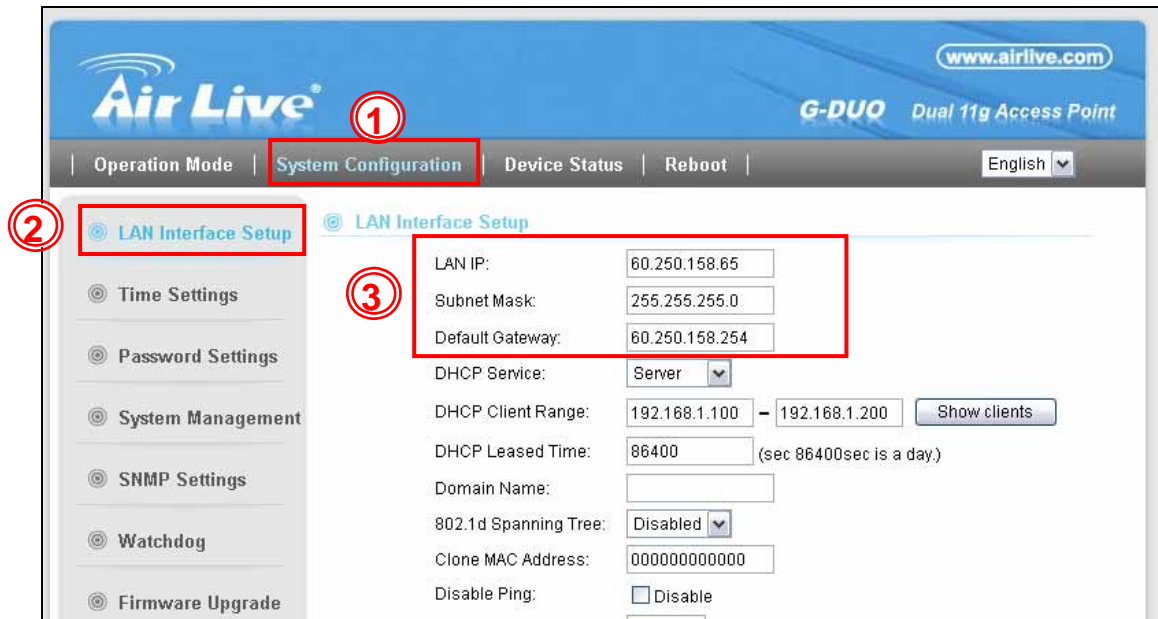 www.airlive.com
Air Live®
G-DUO Dual 11g Access Point
1
| Operation Mode | System Configuration | Device Status | Reboot |
English
2
LAN Interface Setup
Time Settings
Password Settings
System Management
SNMP Settings
Watchdog
Firmware Upgrade
LAN Interface Setup
3
LAN IP: 60.250.158.65
Subnet Mask: 255.255.255.0
Default Gateway: 60.250.158.254
DHCP Service: Server
DHCP Client Range: 192.168.1.100 – 192.168.1.200 Show clients
DHCP Leased Time: 86400 (sec 86400sec is a day.)
Domain Name:
802.1d Spanning Tree: Disabled
Clone MAC Address: 000000000000
Disable Ping: Disable